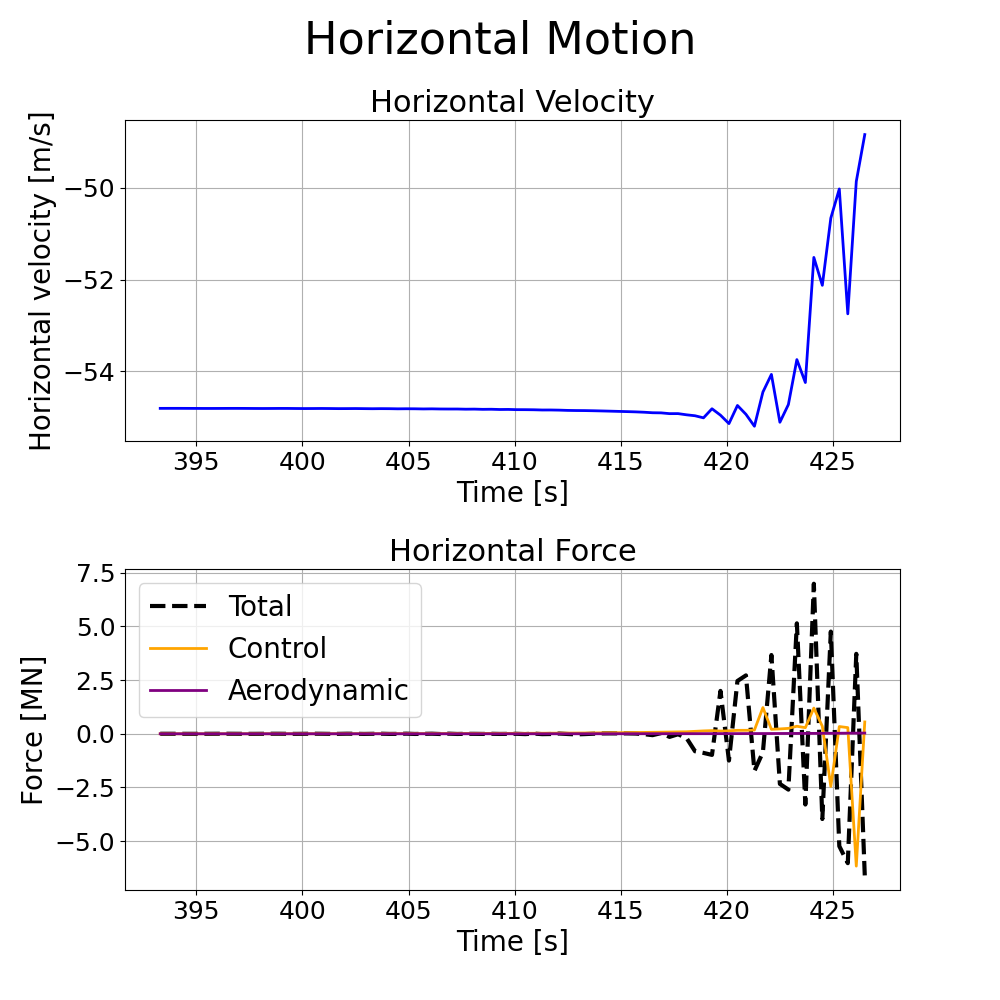 Horizontal Motion
Horizontal Velocity
Horizontal velocity [m/s]
−50
−52
−54
395 400 405 410 415 420 425
Time [s]
Horizontal Force
Force [MN]
7.5
5.0
2.5
0.0
−2.5
−5.0
Total
Control
Aerodynamic
395 400 405 410 415 420 425
Time [s]